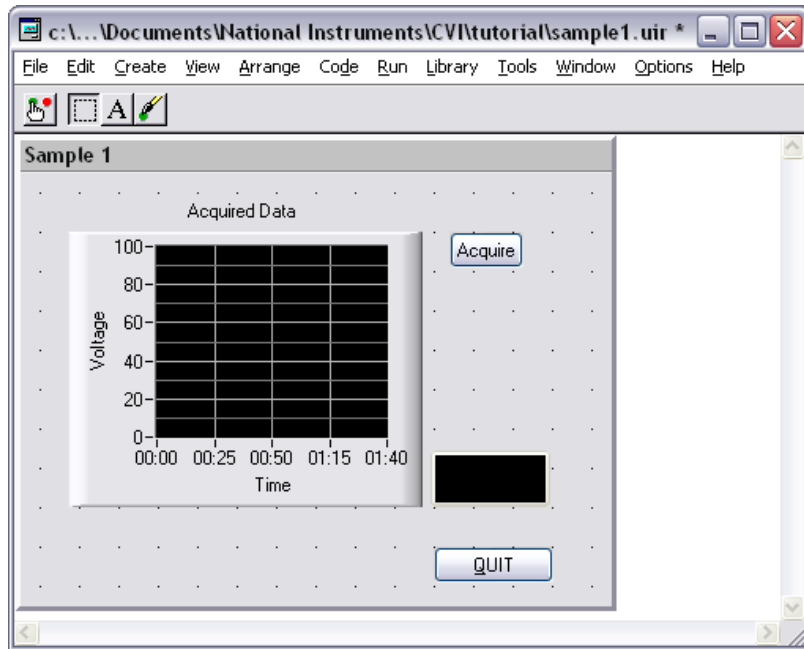 c:\...\Documents\National Instruments\CVI\tutorial\sample1.uir *
File Edit Create View Arrange Code Run Library Tools Window Options Help
A
Sample 1
Acquired Data
Acquire
100
80
60
40
20
0
Voltage
00:00 00:25 00:50 01:15 01:40
Time
QUIT